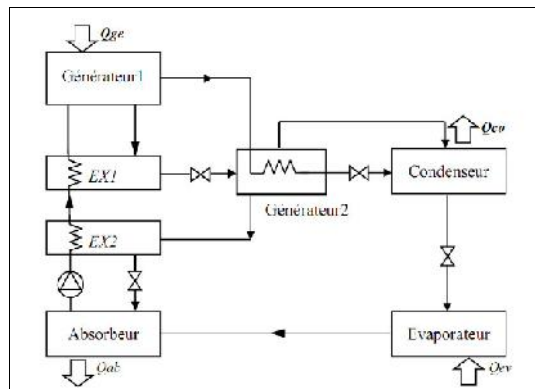 Qge
Générateur1
EX1
Qco
Condenseur
Générateur2
EX2
Absorbeur
Evaporateur
Qab
Qev